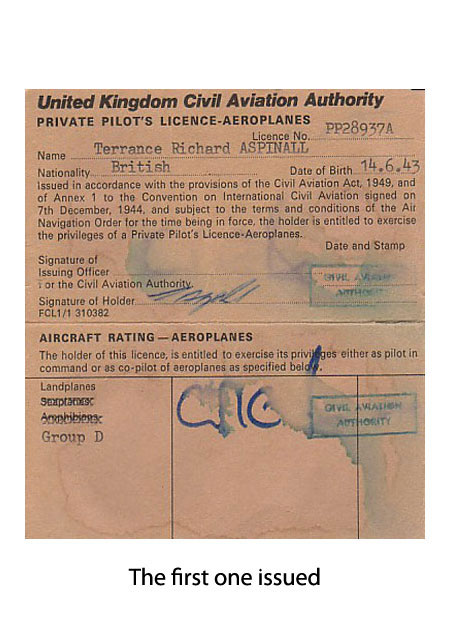 United Kingdom Civil Aviation Authority
PRIVATE PILOT'S LICENCE-AEROPLANES
Licence No. PP28937A
Name Terrance Richard ASPINALL
Nationality British Date of Birth 14.6.43
Issued in accordance with the provisions of the Civil Aviation Act, 1949, and
of Annex 1 to the Convention on International Civil Aviation signed on
7th December, 1944, and subject to the terms and conditions of the Air
Navigation Order for the time being in force, the holder is entitled to exercise
the privileges of a Private Pilot's Licence-Aeroplanes.
Date and Stamp
Signature of
Issuing Officer
for the Civil Aviation Authority.
CIVIL AVIATION
AUTHORITY
Signature of Holder
FCL1/1 310382
AIRCRAFT RATING — AEROPLANES
The holder of this licence, is entitled to exercise its privileges either as pilot in
command or as co-pilot of aeroplanes as specified below.
Landplanes
Seaplanes
Amphibians
Group D
CIVIL AVIATION
AUTHORITY
The first one issued